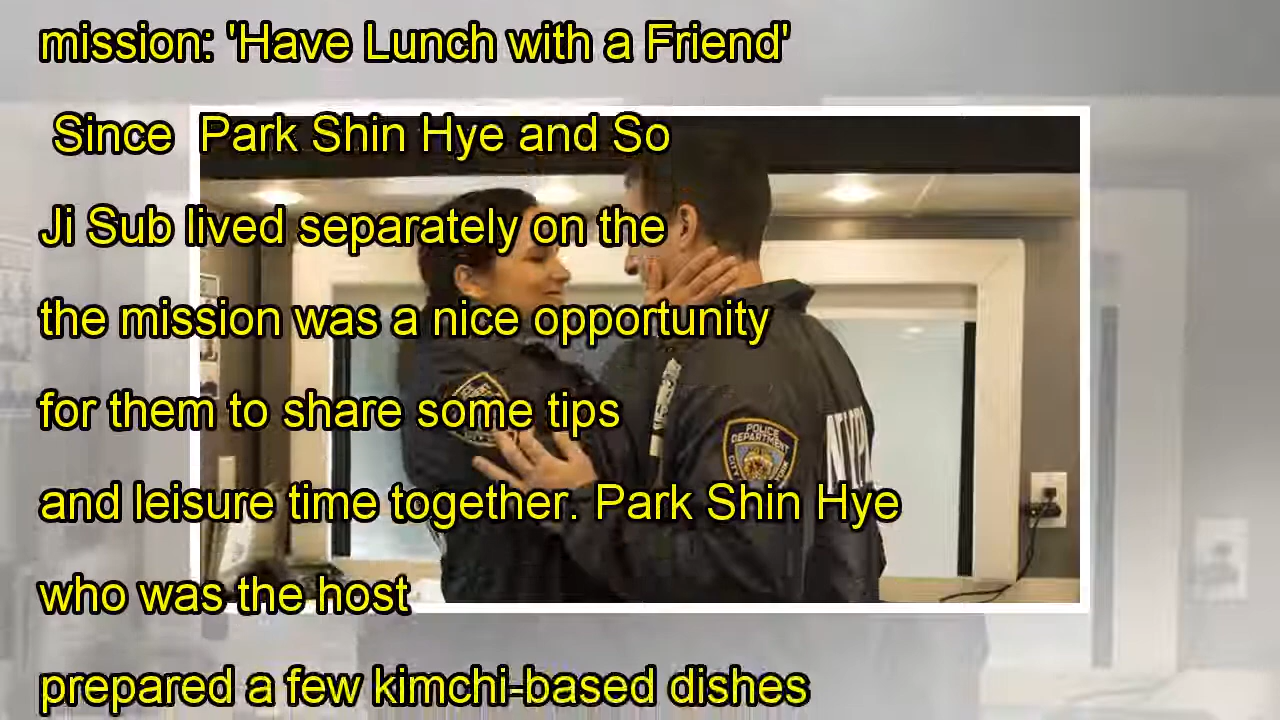 mission: 'Have Lunch with a Friend'
Since Park Shin Hye and So
Ji Sub lived separately on the
the mission was a nice opportunity
for them to share some tips
and leisure time together. Park Shin Hye
who was the host
prepared a few kimchi-based dishes
POLICE
DEPARTMENT